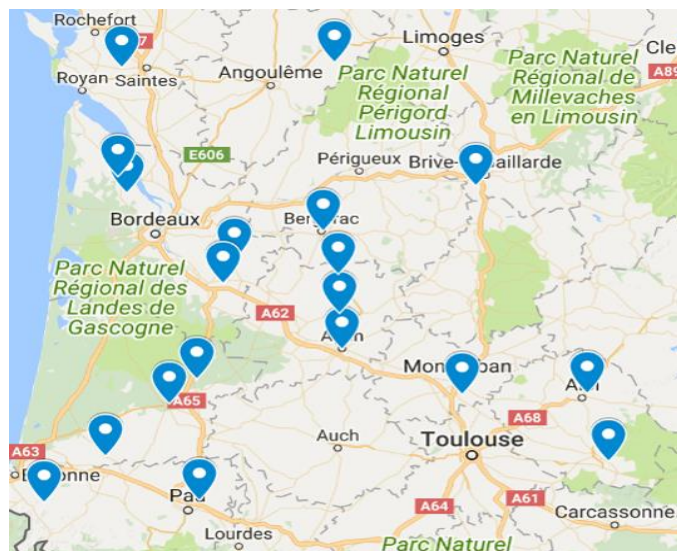 Rochefort
Limoges
Cle
Royan
Saintes
Angoulême
Parc Naturel
Régional
Périgord
Limousin
Parc Naturel
Régional de
Millevaches
en Limousin
A89
E606
Périgueux
Bordeaux
Parc Naturel
Régional des
Landes de
Gascogne
A62
A65
A68
Auch
Toulouse
A63
Pau
A64
A61
Carcassonne
Lourdes
Parc Naturel